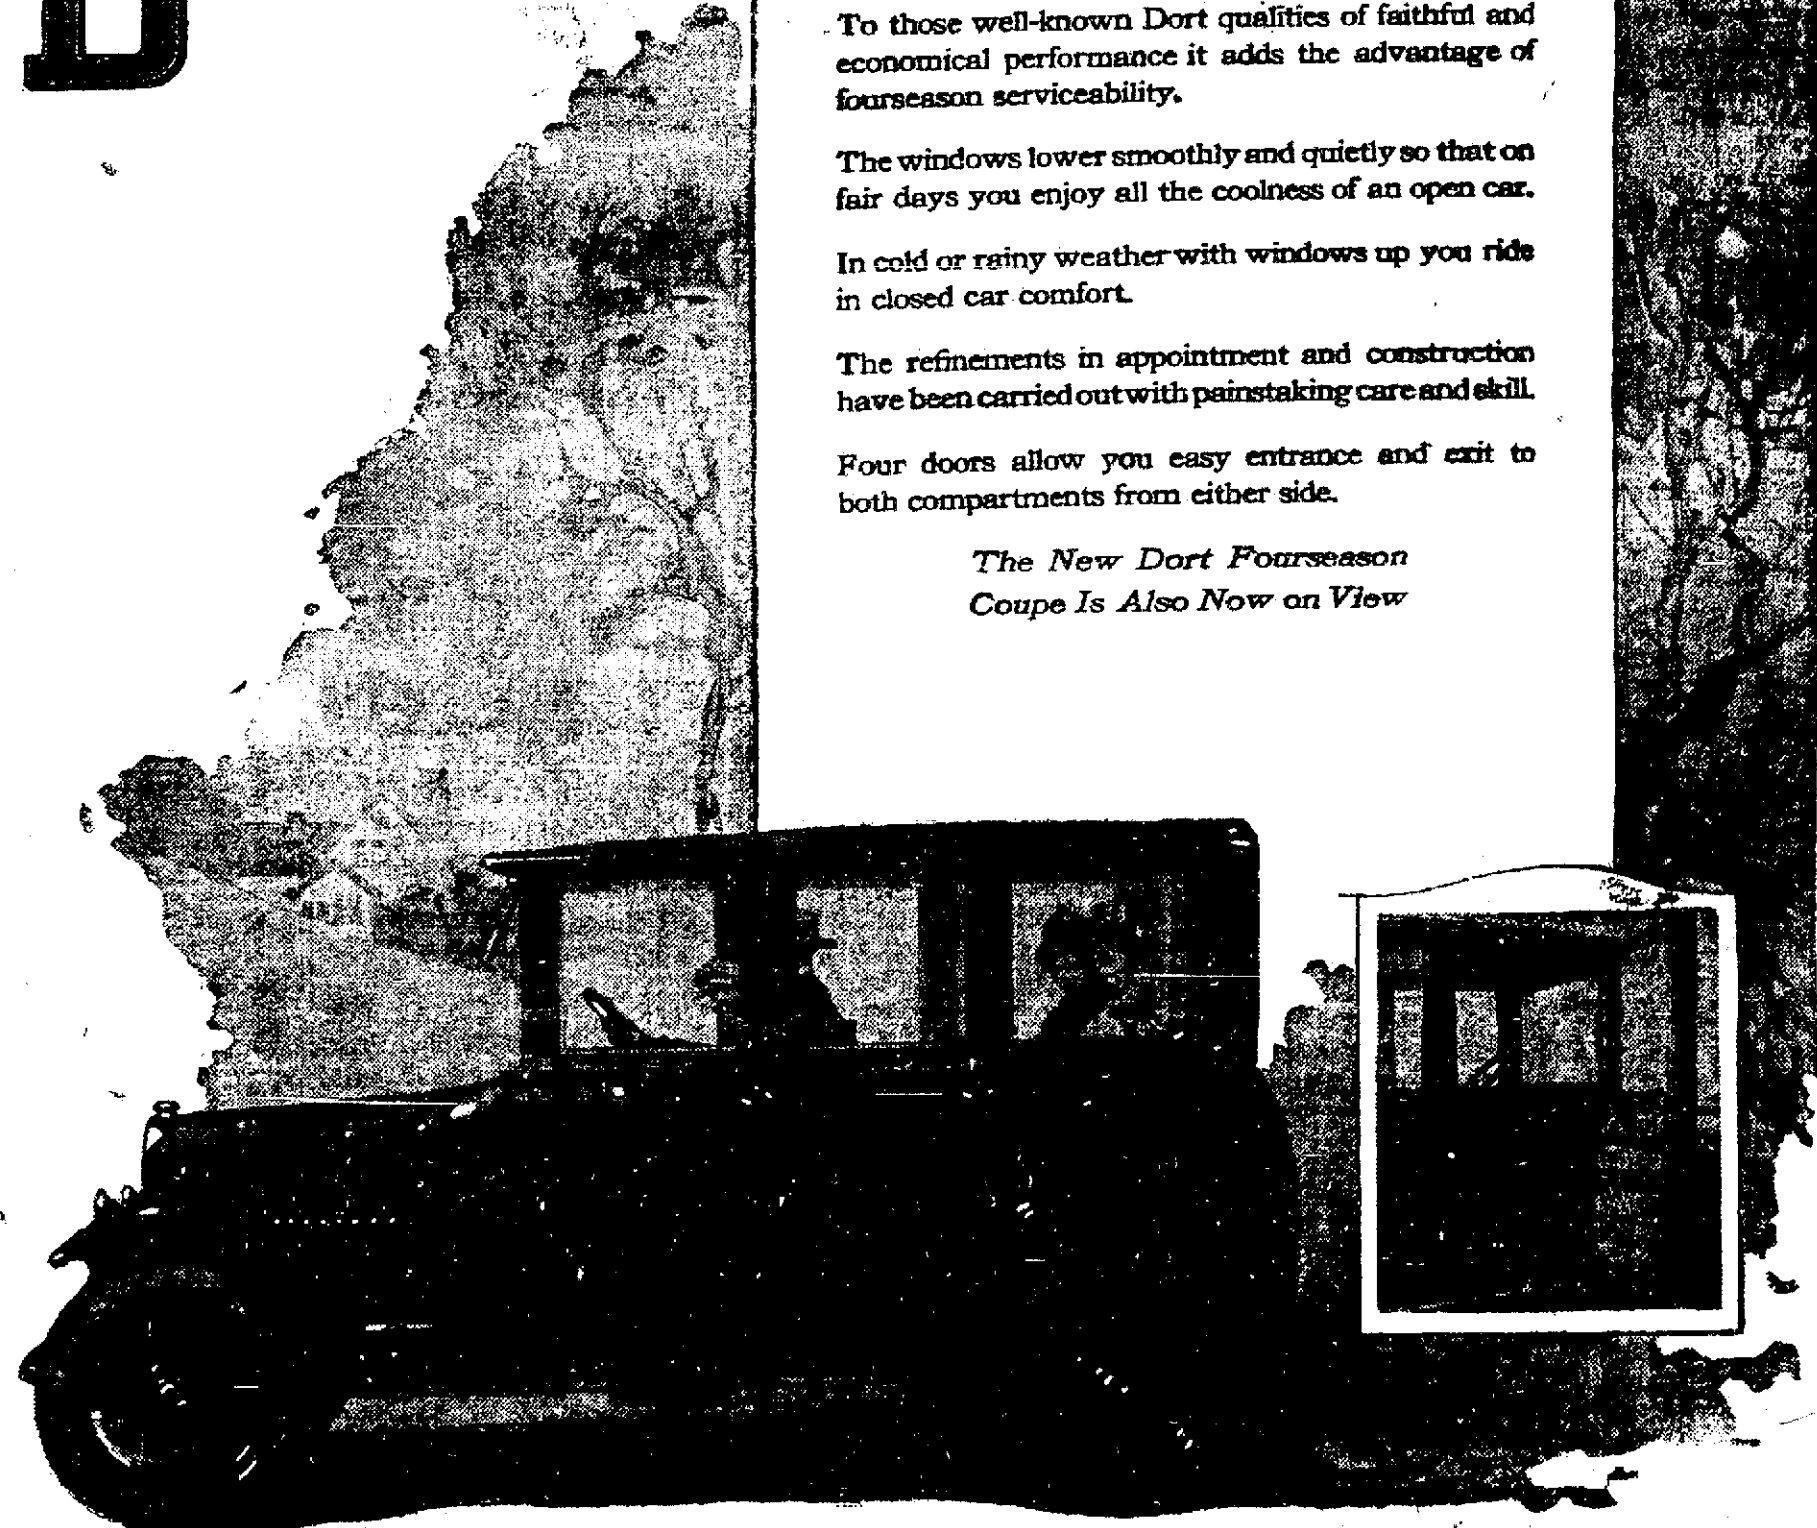 D
To those well-known Dort qualities of faithful and
economical performance it adds the advantage of
fourseason serviceability.
The windows lower smoothly and quietly so that on
fair days you enjoy all the coolness of an open car.
In cold or rainy weather with windows up you ride
in closed car comfort.
The refinements in appointment and construction
have been carried out with painstaking care and skill.
Four doors allow you easy entrance and exit to
both compartments from either side.
The New Dort Fourseason
Coupe Is Also Now on View